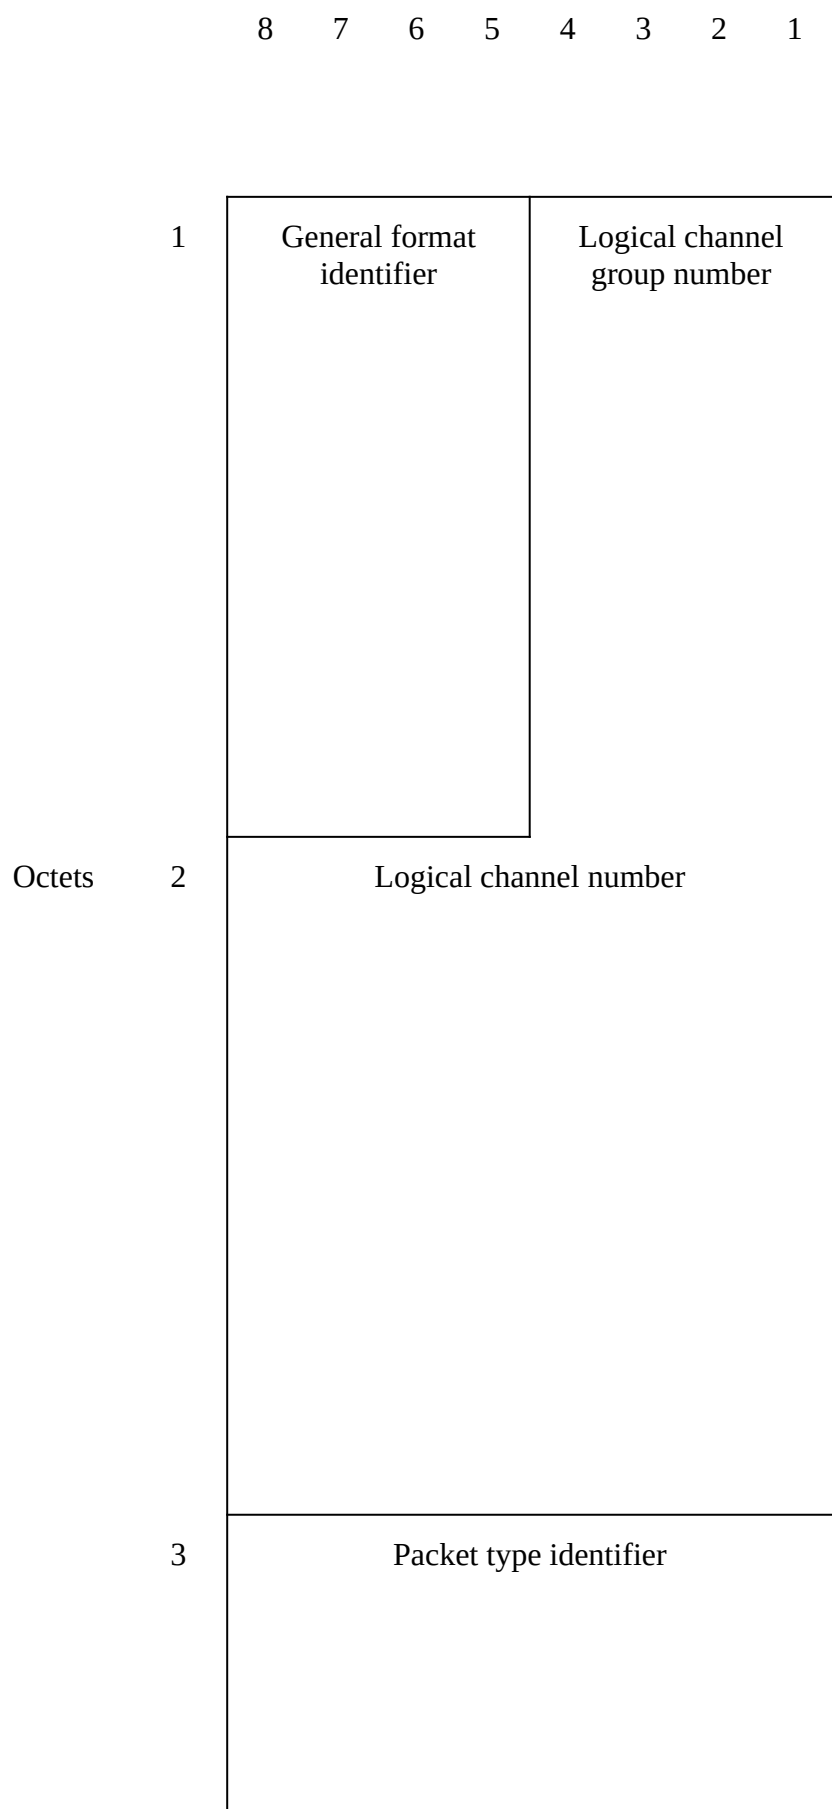 8 7 6 5 4 3 2 1
1 General format Logical channel
identifier group number
Octets 2 Logical channel number
3 Packet type identifier